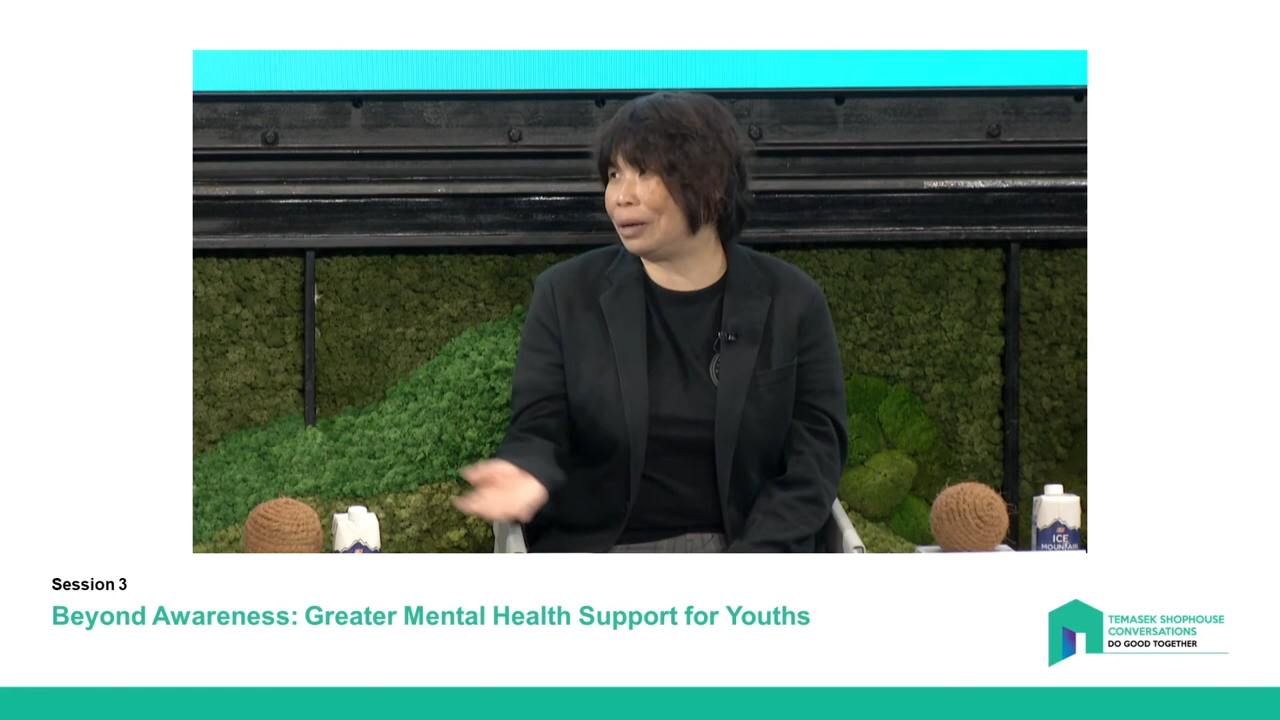 ICE
MOUNTAIN
Session 3
Beyond Awareness: Greater Mental Health Support for Youths
TEMASEK SHOPHOUSE
CONVERSATIONS
DO GOOD TOGETHER